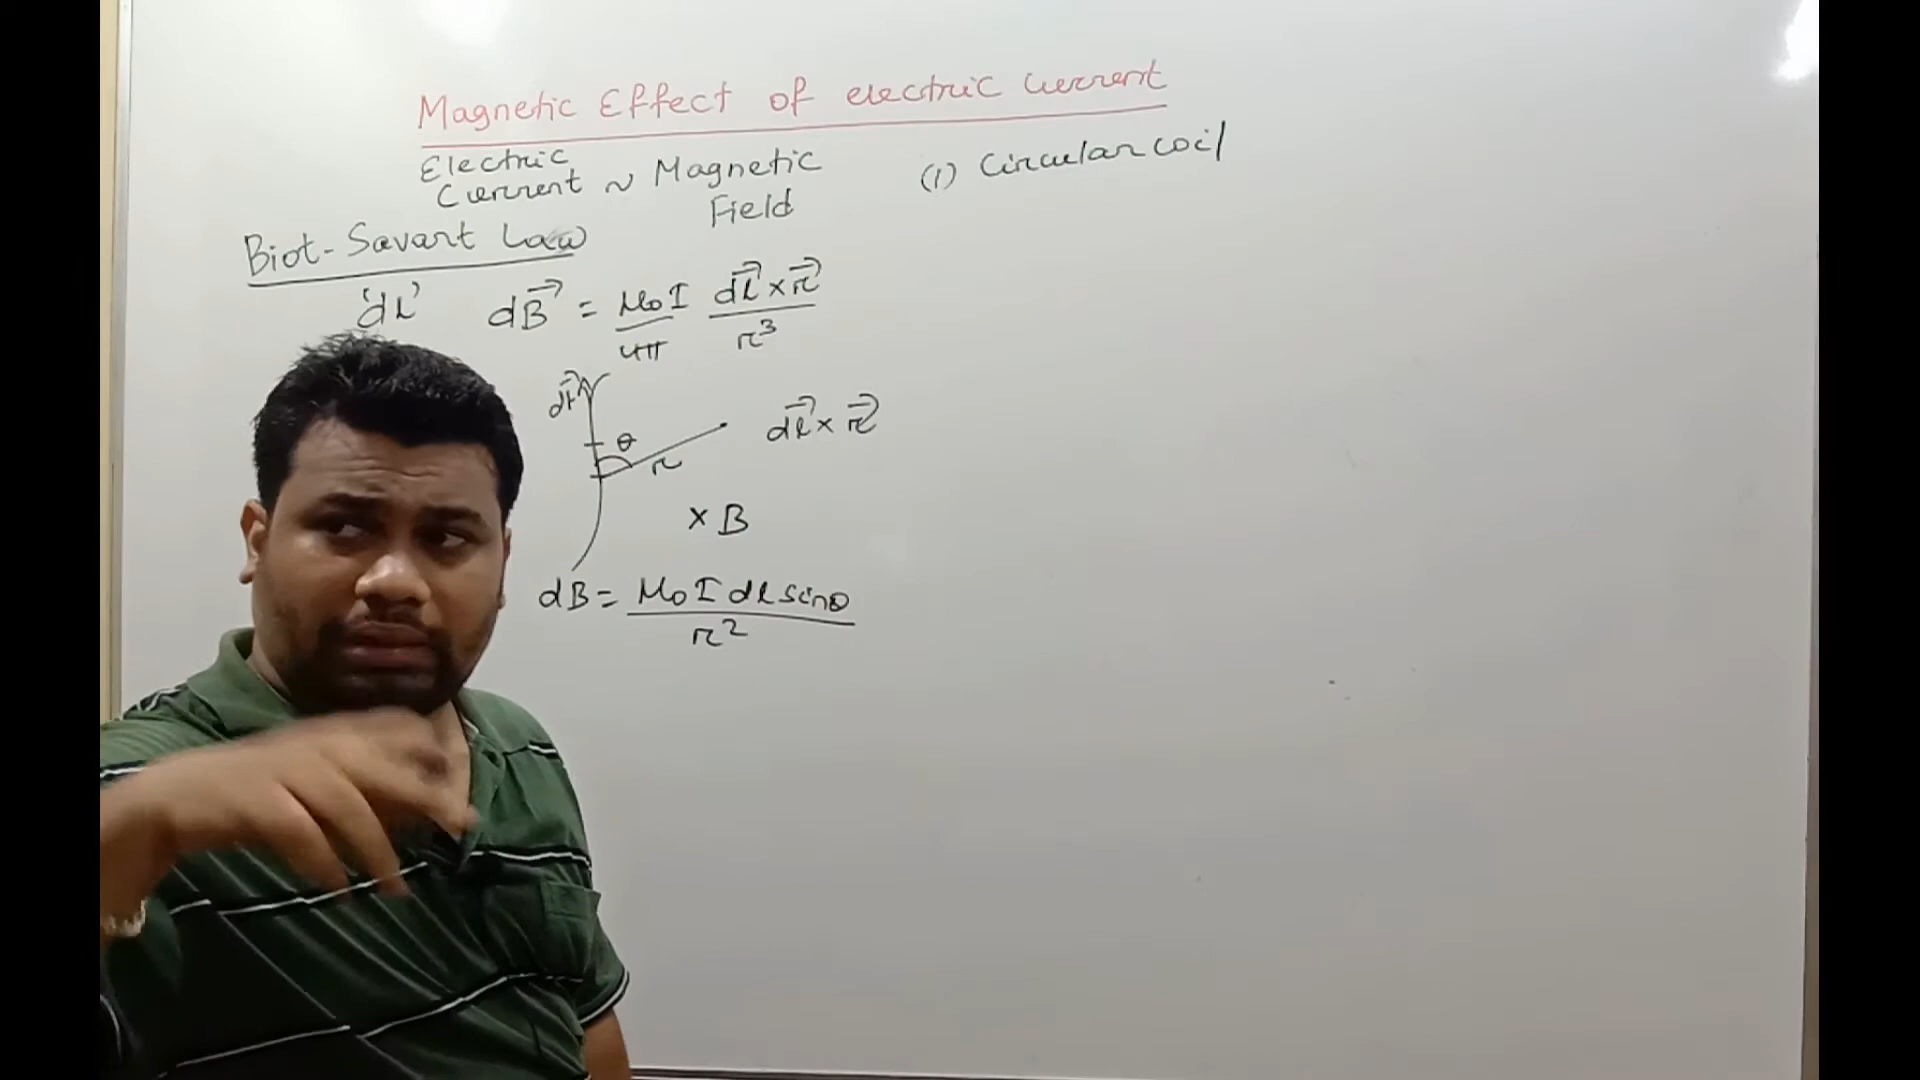 Magnetic Effect of electric current
Electric
Current ~ Magnetic
Field
(1) Circular coil
Biot-Savart Law
'dl' dB⃗ = μ₀I/4π dl⃗×r⃗/r³
dl⃗
θ
r
dl⃗×r⃗
× B
dB = μ₀I dl sinθ/r²